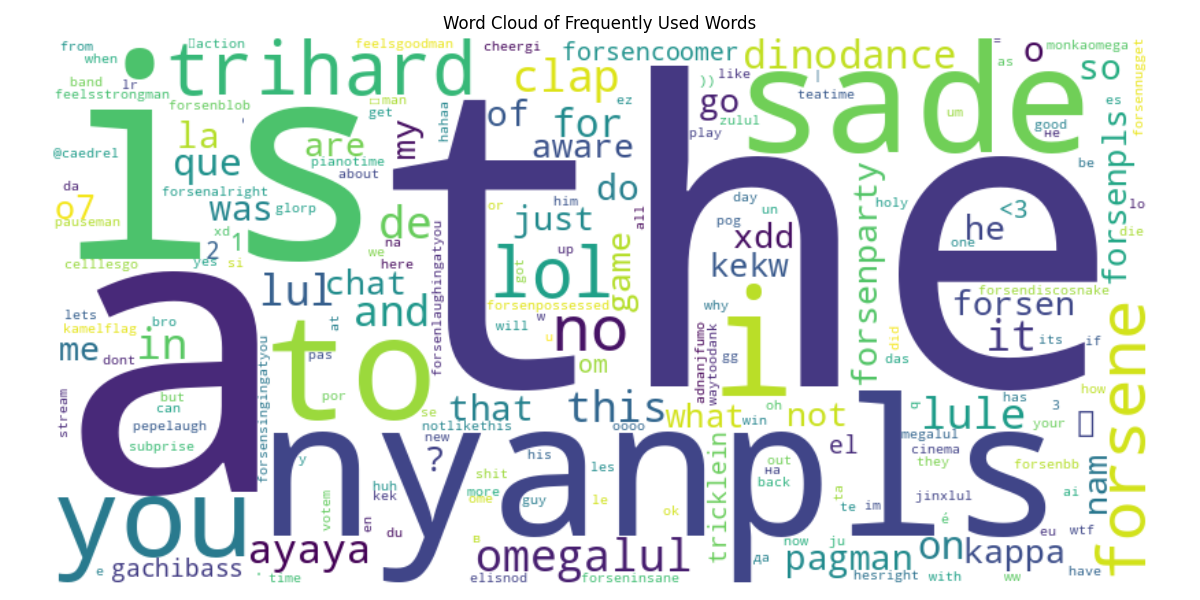 Word Cloud of Frequently Used Words
from
when
action
feelsgoodman
cheergi
forsencoomer
dinodance
=
as
o
monkaomega
band
lr
feelsstrongman
trihard
man
get
clap
))
like
go
teatime
sade
so
forsennugget
forsenblob
'
la
are
my
hahaa
of
for
ez
zulul
play
um
good
не
es
@caedrel
que
pianotime
about
aware
is
the
do
be
da
forsenalright
o7
pauseman
was
glorp
xd
1
2
yes
si
celllesgo
de
na
we
here
or
just
him
up
all
day
un
pog
xdd
kekw
holy
he
one
<3
lo
die
forsenpls
forsenparty
lul
chat
and
forsenlaughingatyou
lol
got
game
forsenpossessed
will
w
u
no
om
why
i
gg
adnanjfumo
waytoodank
forsendiscosnake
forsen
it
its
if
did
das
lets
kamelflag
bro
me
dont
in
a
to
at
pas
por
se
forsensingingatyou
stream
but
can
pepelaugh
subprise
that
this
notlikethis
oooo
what
win
oh
not
q
lule
has
3
your
how
forsene
nyanpls
new
?
his
y
huh
kek
shit
more
ome
guy
les
le
ok
tricklein
out
на
back
el
megalul
cinema
they
forsenbb
ai
nam
ta
te
im
jinxlul
é
eu
wtf
you
votem
en
du
в
e
gachibass
time
ayaya
omegalul
elisnod
forseninsane
да
now
ju
pagman
on
kappa
hesright
with
ww
have